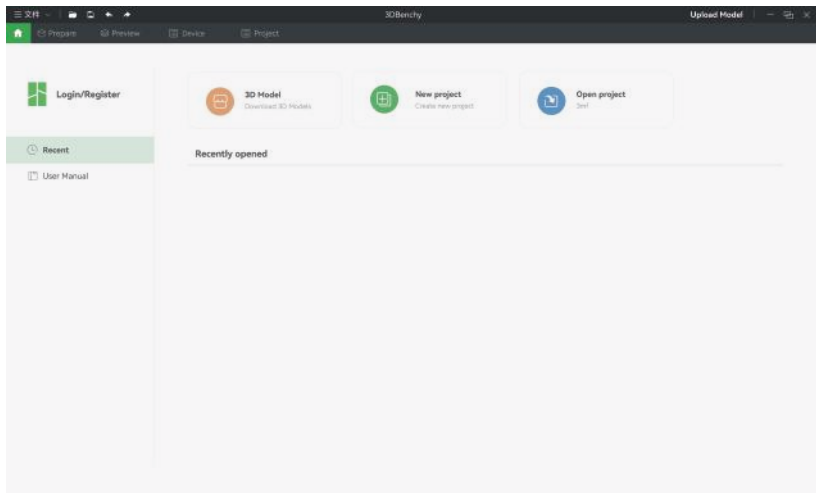 文件 3DBenchy Upload Model
Prepare Preview Device Project
Login/Register
3D Model
Download 3D Models
New project
Create new project
Open project
3mf
Recent
User Manual
Recently opened